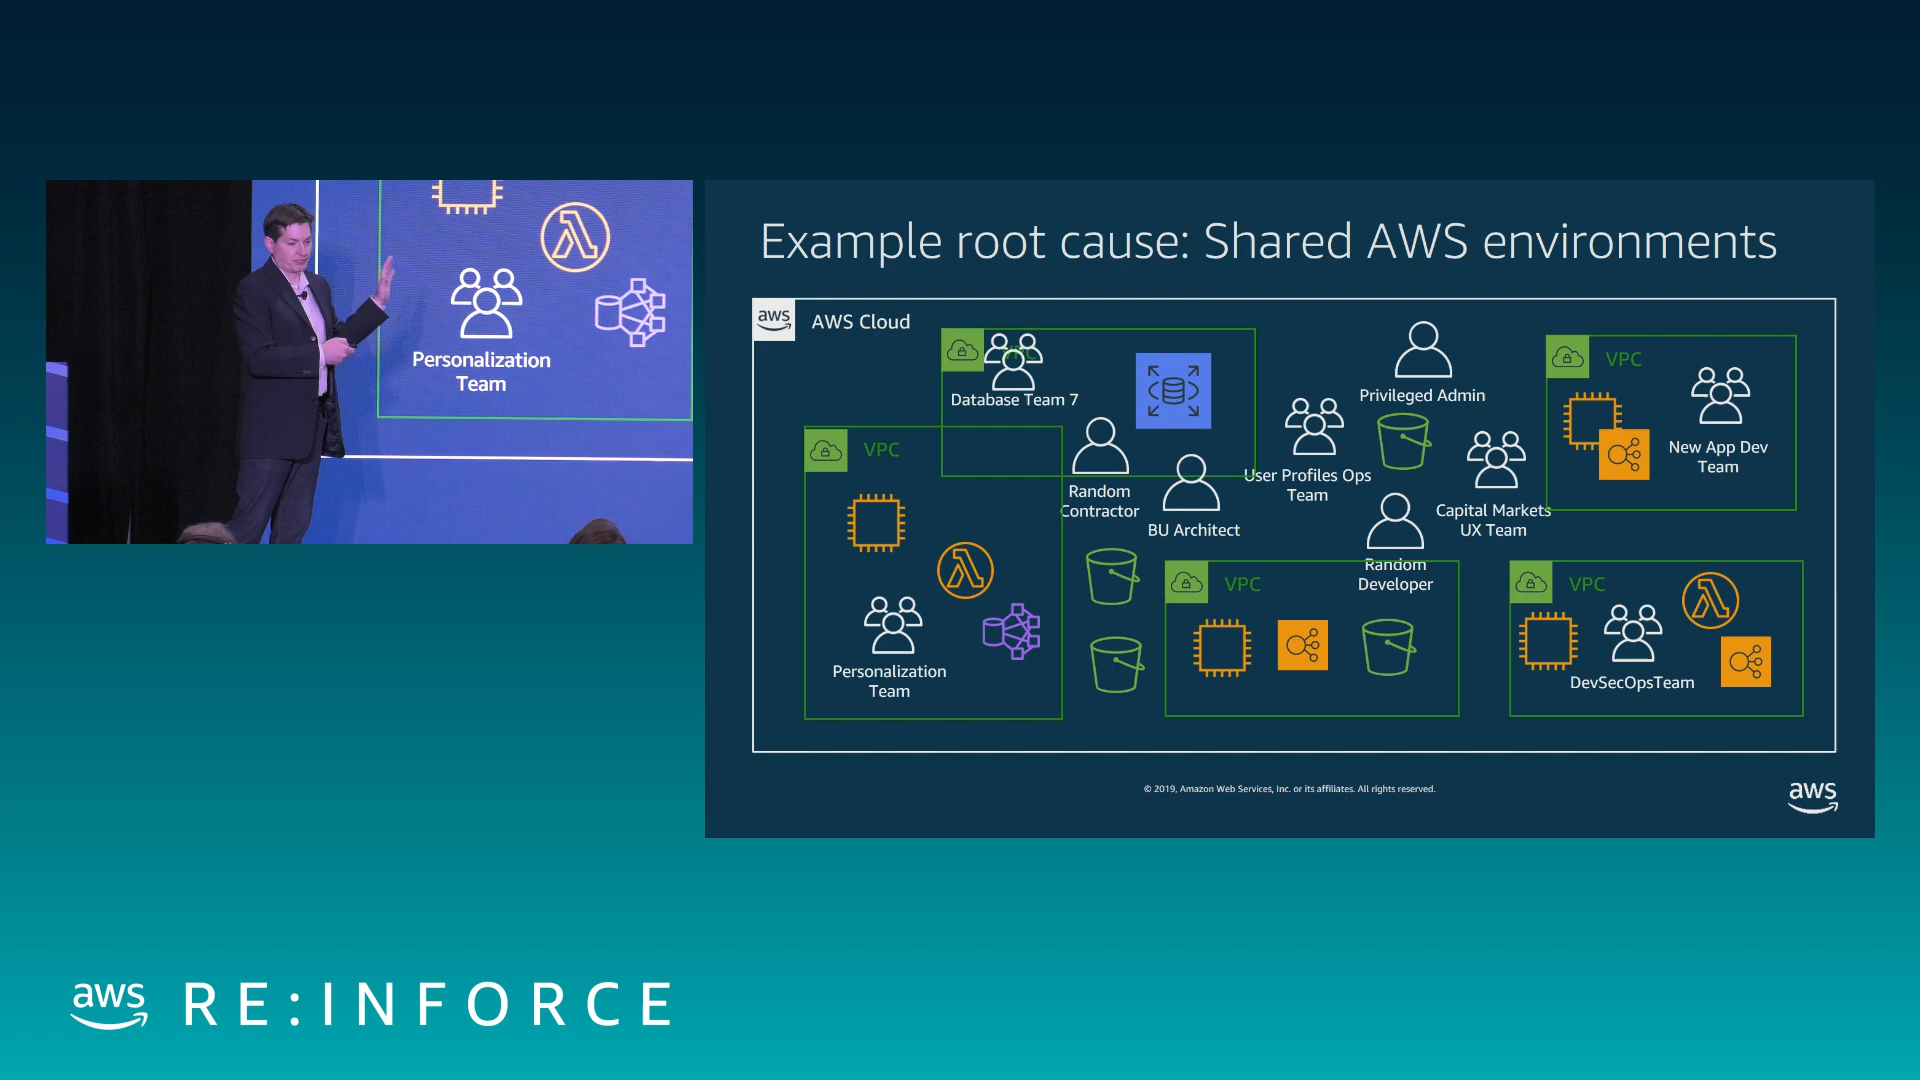 Personalization
Team
Example root cause: Shared AWS environments
aws
AWS Cloud
VPC
Database Team 7
Privileged Admin
VPC
New App Dev
Team
VPC
User Profiles Ops
Team
Random
Contractor
BU Architect
Capital Markets
UX Team
Random
Developer
VPC
VPC
Personalization
Team
DevSecOpsTeam
© 2019, Amazon Web Services, Inc. or its affiliates. All rights reserved.
aws
aws RE:INFORCE